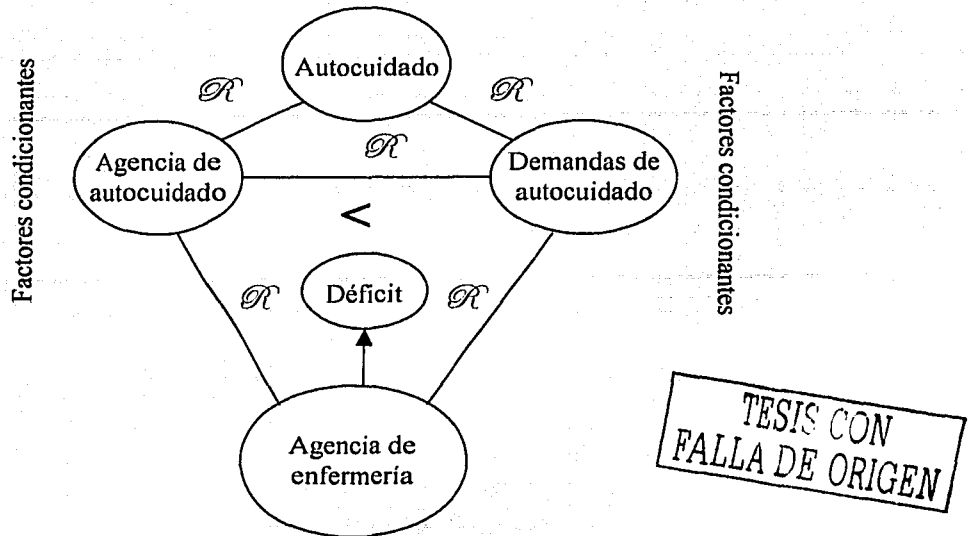 Autocuidado
ℛ
ℛ
ℛ
Agencia de
autocuidado
Demandas de
autocuidado
Factores condicionantes
Factores condicionantes
<
ℛ
Déficit
ℛ
Agencia de
enfermería
TESIS CON
FALLA DE ORIGEN